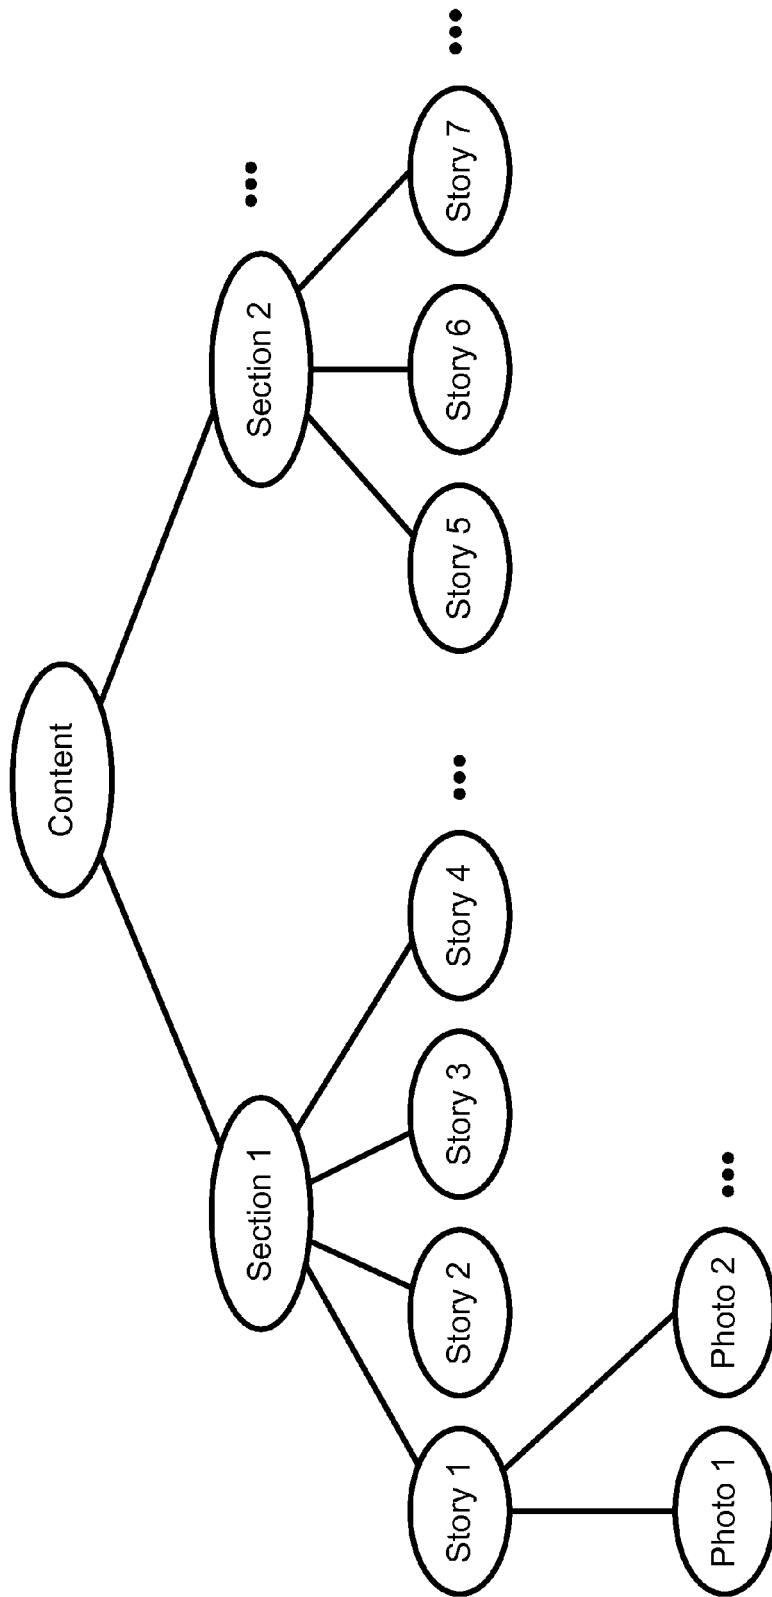 Content
Section 1
Section 2
Story 1
Story 2
Story 3
Story 4
•••
Story 5
Story 6
Story 7
•••
•••
Photo 1
Photo 2
•••